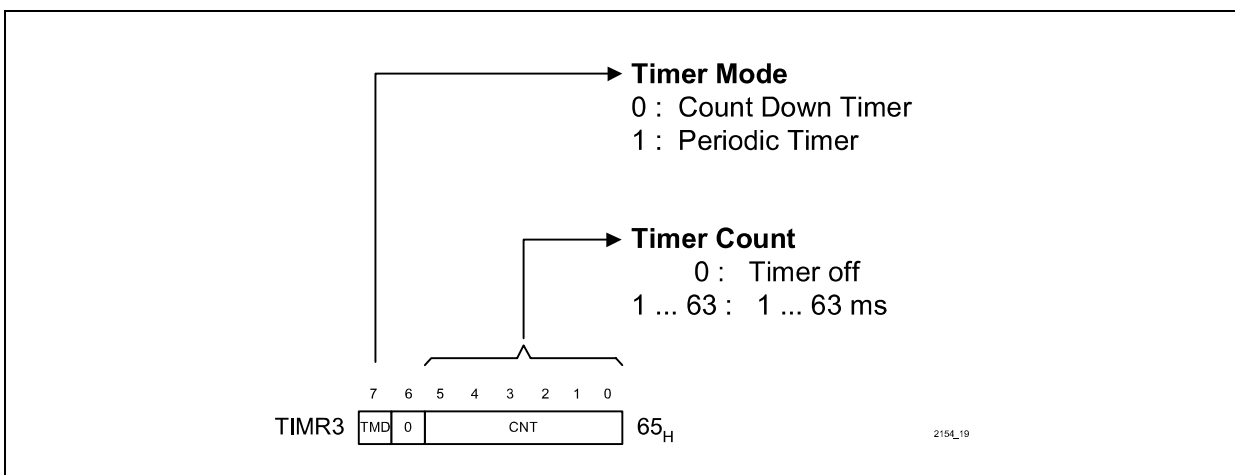 Timer Mode
0 : Count Down Timer
1 : Periodic Timer
Timer Count
0 : Timer off
1 ... 63 : 1 ... 63 ms
7 6 5 4 3 2 1 0
TIMR3 TMD 0 CNT 65H
2154_19